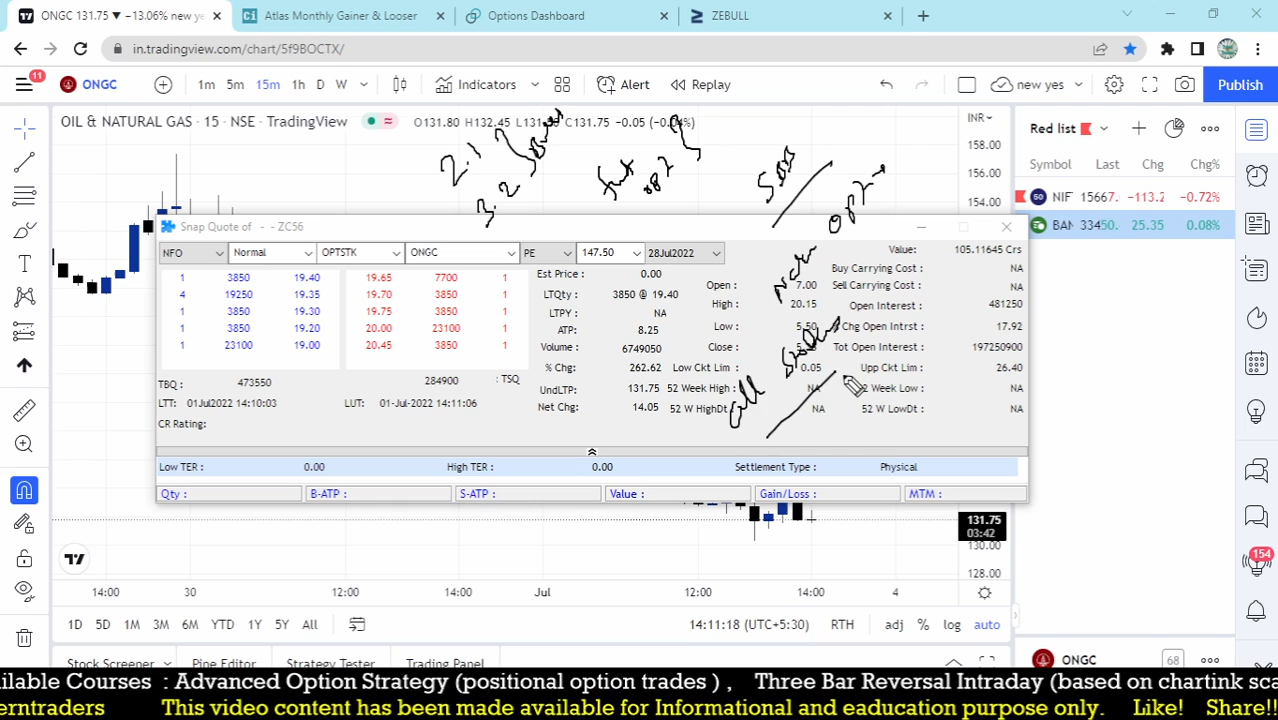 ONGC 131.75 ▼ −13.06% new ye
Atlas Monthly Gainer & Looser
Options Dashboard
ZEBULL
in.tradingview.com/chart/5f9BOCTX/
11
ONGC
1m 5m 15m 1h D W
Indicators
Alert
Replay
new yes
Publish
OIL & NATURAL GAS · 15 · NSE · TradingView
O131.80 H132.45 C131.75 −0.05
INR
158.00
156.00
154.00
Red list
Symbol Last Chg Chg%
50 NIF 15667. -113.2 −0.72%
BAN 33450. 25.35 0.08%
Snap Quote of - - ZC56
NFO Normal OPTSTK ONGC PE 147.50 28Jul2022
1 3850 19.40 19.65 7700 1
4 19250 19.35 19.70 3850 1
1 3850 19.30 19.75 3850 1
1 3850 19.20 20.00 23100 1
1 23100 19.00 20.45 3850 1
TBQ : 473550 284900 : TSQ
LTT: 01Jul2022 14:10:03 LUT: 01-Jul-2022 14:11:06
CR Rating:
Est Price : 0.00
LTQty : 3850 @ 19.40
LTPY : NA
ATP : 8.25
Volume : 6749050
% Chg: 262.62
UndLTP: 131.75
Net Chg: 14.05
Open : 7.00
High : 20.15
Low : 5.50
Close :
Low Ckt Lim : 0.05
52 Week High : NA
52 W HighDt : NA
Value: 105.11645 Crs
Buy Carrying Cost : NA
Sell Carrying Cost : NA
Open Interest : 481250
Chg Open Intrst : 17.92
Tot Open Interest : 197250900
Upp Ckt Lim : 26.40
Week Low : NA
52 W LowDt : NA
Low TER : 0.00 High TER : 0.00 Settlement Type : Physical
Qty : B-ATP : S-ATP : Value : Gain/Loss : MTM :
2.1
3.2
Call
131.75
03:42
130.00
128.00
14:00 30 12:00 14:00 Jul 12:00 14:00 4
1D 5D 1M 3M 6M YTD 1Y 5Y All
14:11:18 (UTC+5:30) RTH adj % log auto
154
Stock Screener Pine Editor Strategy Tester Trading Panel
ONGC 68
ilable Courses : Advanced Option Strategy (positional option trades ) , Three Bar Reversal Intraday (based on chartink sca
erntraders This video content has been made available for Informational and eaducation purpose only. Like! Share!!